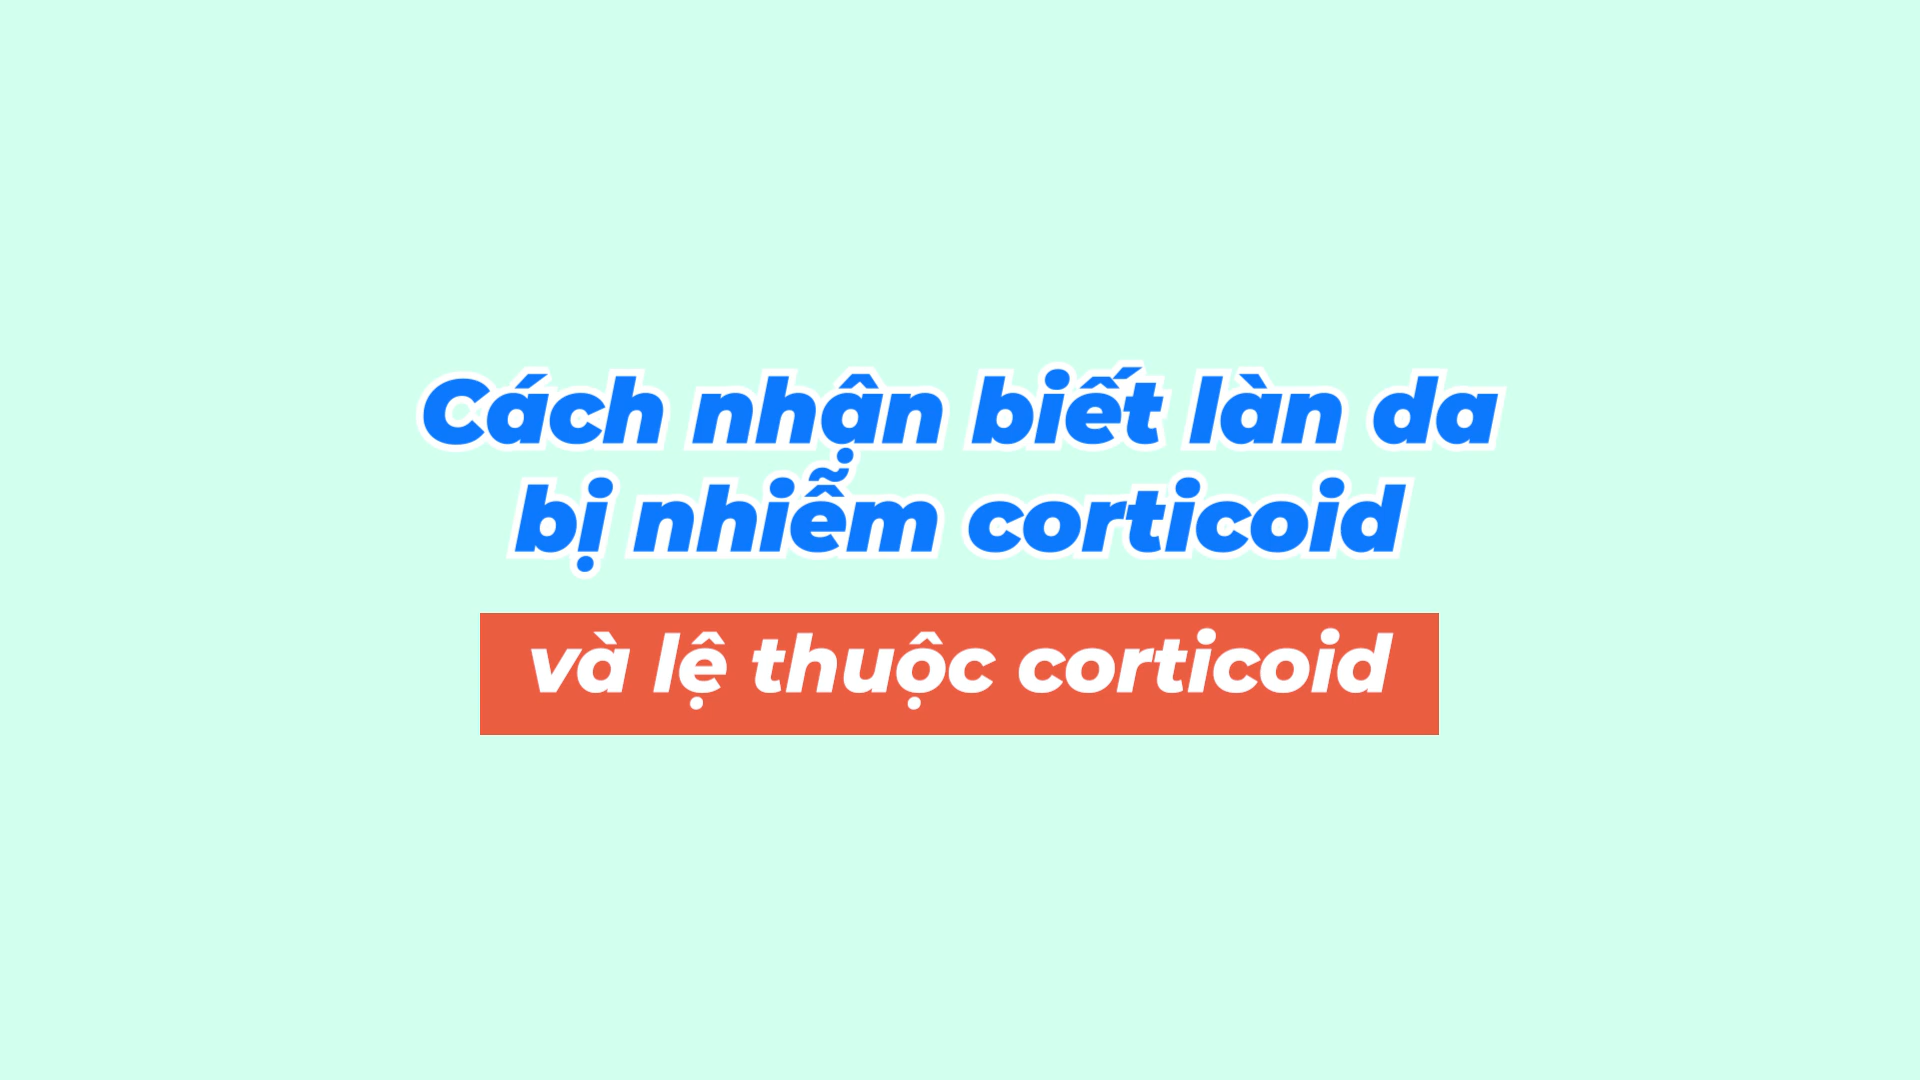 Cách nhận biết làn da
bị nhiễm corticoid
và lệ thuộc corticoid